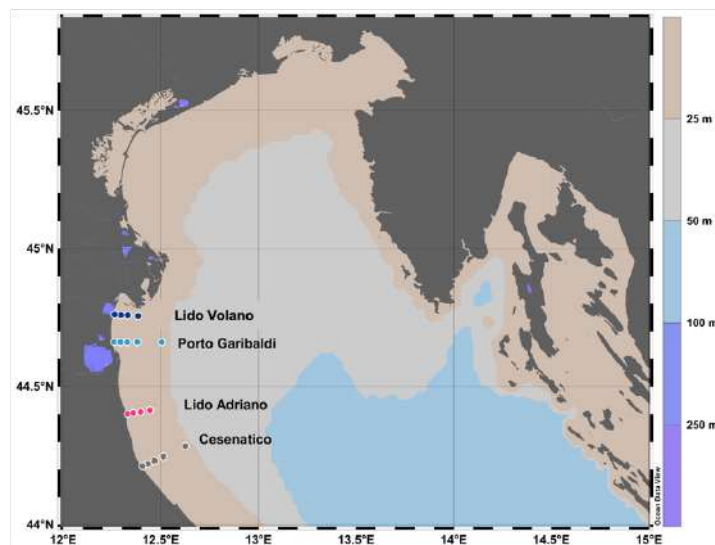 45.5°N
25 m
50 m
45°N
Lido Volano
100 m
Porto Garibaldi
44.5°N
Lido Adriano
250 m
Cesenatico
Ocean Data View
44°N
12°E
12.5°E
13°E
13.5°E
14°E
14.5°E
15°E